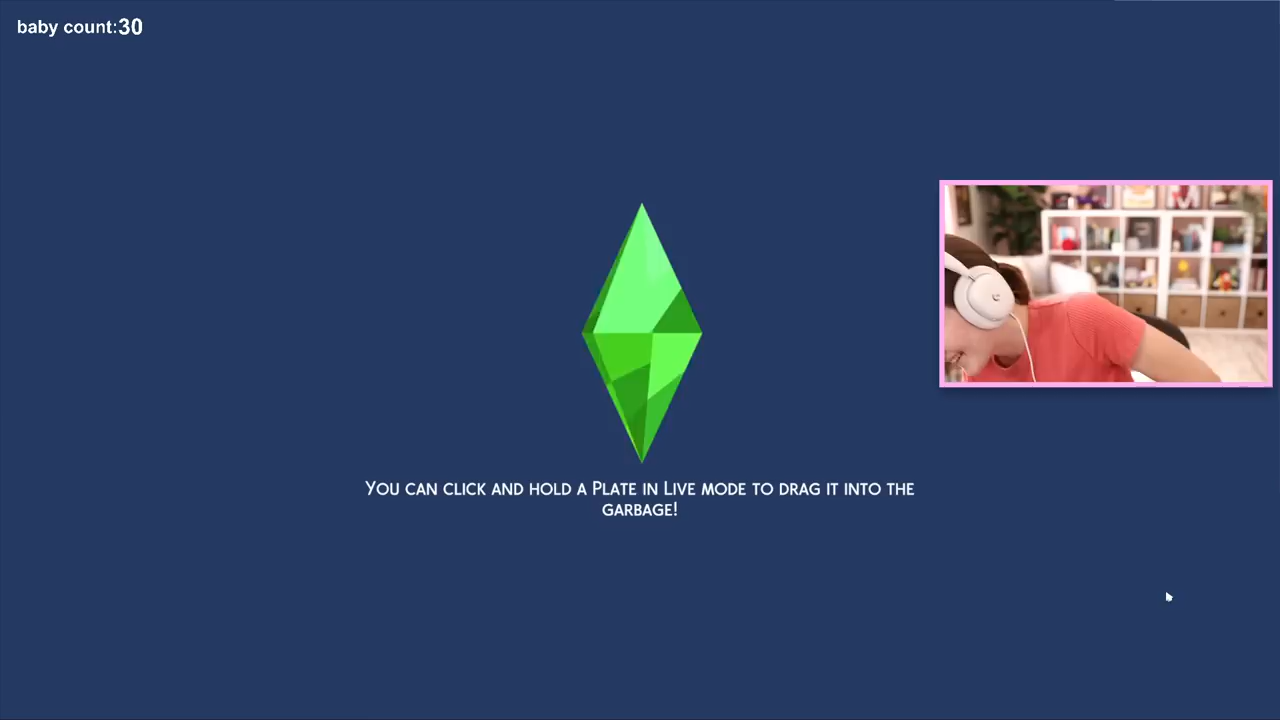 baby count:30
YOU CAN CLICK AND HOLD A PLATE IN LIVE MODE TO DRAG IT INTO THE
GARBAGE!